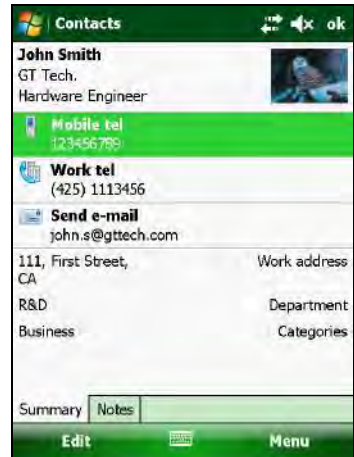 Contacts ok
John Smith
GT Tech.
Hardware Engineer
Mobile tel
123456789
Work tel
(425) 1113456
Send e-mail
john.s@gttech.com
111, First Street, Work address
CA
R&D Department
Business Categories
Summary Notes
Edit Menu